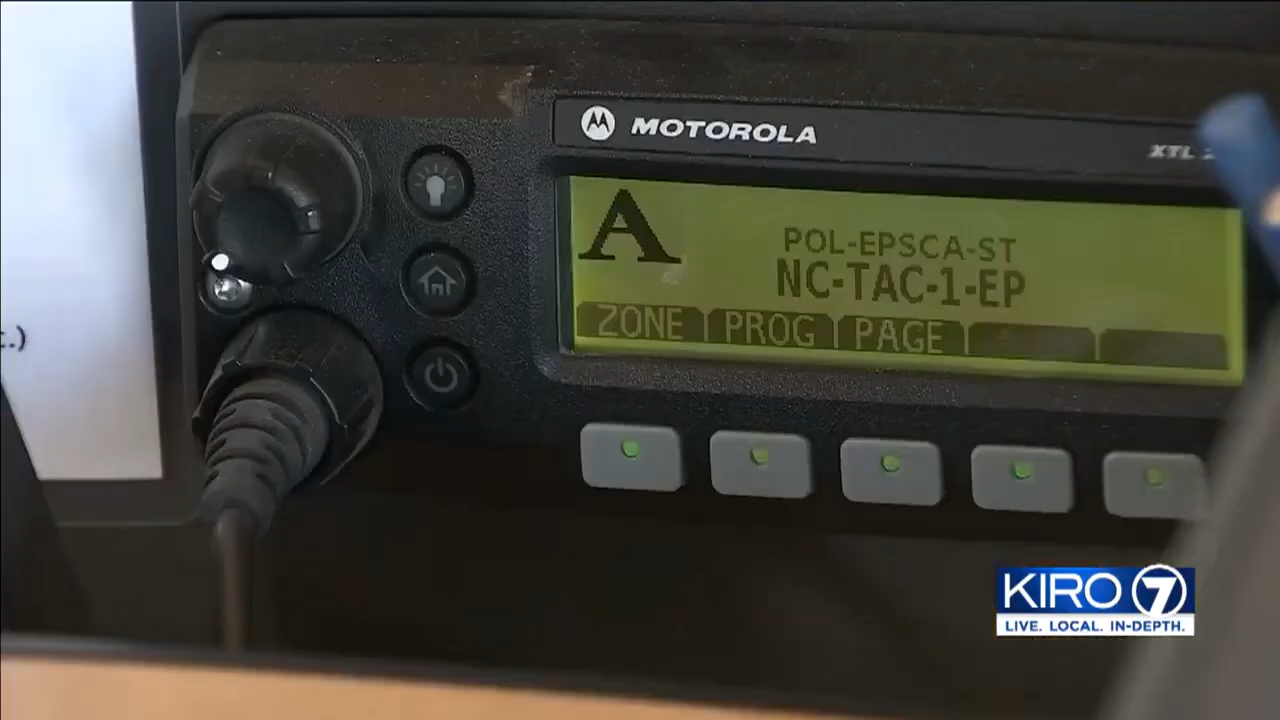 MOTOROLA
XTL
A
POL-EPSCA-ST
NC-TAC-1-EP
ZONE PROG PAGE
.)
KIRO 7
LIVE. LOCAL. IN-DEPTH.